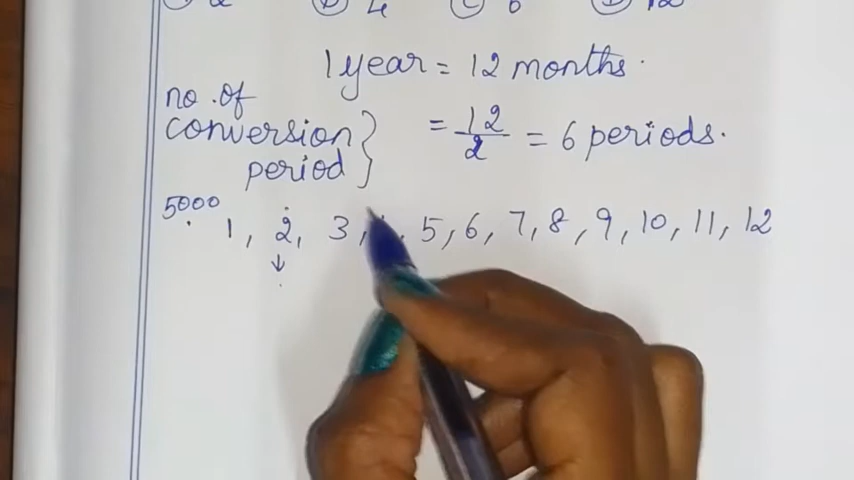 1 year = 12 months.
no. of
conversion
period } = 12/2 = 6 periods.
5000
1, 2, 3, 5, 6, 7, 8, 9, 10, 11, 12